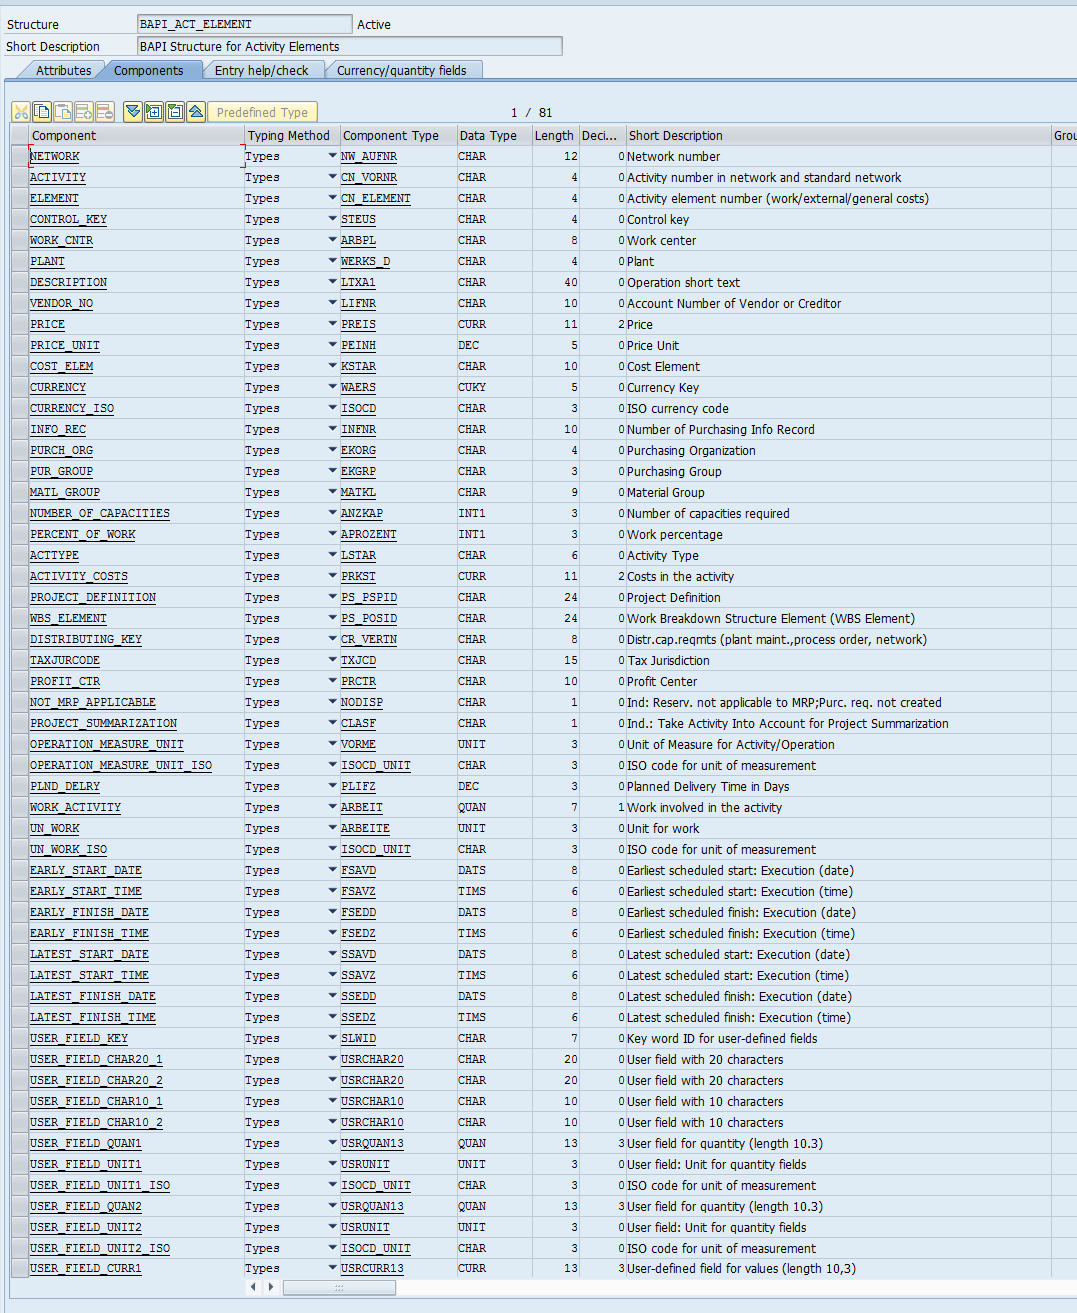 Structure BAPI_ACT_ELEMENT Active
Short Description BAPI Structure for Activity Elements
Attributes Components Entry help/check Currency/quantity fields
Predefined Type 1 / 81
Component Typing Method Component Type Data Type Length Deci... Short Description Grou
NETWORK Types NW_AUFNR CHAR 12 0 Network number
ACTIVITY Types CN_VORNR CHAR 4 0 Activity number in network and standard network
ELEMENT Types CN_ELEMENT CHAR 4 0 Activity element number (work/external/general costs)
CONTROL_KEY Types STEUS CHAR 4 0 Control key
WORK_CNTR Types ARBPL CHAR 8 0 Work center
PLANT Types WERKS_D CHAR 4 0 Plant
DESCRIPTION Types LTXA1 CHAR 40 0 Operation short text
VENDOR_NO Types LIFNR CHAR 10 0 Account Number of Vendor or Creditor
PRICE Types PREIS CURR 11 2 Price
PRICE_UNIT Types PEINH DEC 5 0 Price Unit
COST_ELEM Types KSTAR CHAR 10 0 Cost Element
CURRENCY Types WAERS CUKY 5 0 Currency Key
CURRENCY_ISO Types ISOCD CHAR 3 0 ISO currency code
INFO_REC Types INFNR CHAR 10 0 Number of Purchasing Info Record
PURCH_ORG Types EKORG CHAR 4 0 Purchasing Organization
PUR_GROUP Types EKGRP CHAR 3 0 Purchasing Group
MATL_GROUP Types MATKL CHAR 9 0 Material Group
NUMBER_OF_CAPACITIES Types ANZKAP INT1 3 0 Number of capacities required
PERCENT_OF_WORK Types APROZENT INT1 3 0 Work percentage
ACTTYPE Types LSTAR CHAR 6 0 Activity Type
ACTIVITY_COSTS Types PRKST CURR 11 2 Costs in the activity
PROJECT_DEFINITION Types PS_PSPID CHAR 24 0 Project Definition
WBS_ELEMENT Types PS_POSID CHAR 24 0 Work Breakdown Structure Element (WBS Element)
DISTRIBUTING_KEY Types CR_VERTN CHAR 8 0 Distr.cap.reqmts (plant maint.,process order, network)
TAXJURCODE Types TXJCD CHAR 15 0 Tax Jurisdiction
PROFIT_CTR Types PRCTR CHAR 10 0 Profit Center
NOT_MRP_APPLICABLE Types NODISP CHAR 1 0 Ind: Reserv. not applicable to MRP;Purc. req. not created
PROJECT_SUMMARIZATION Types CLASF CHAR 1 0 Ind.: Take Activity Into Account for Project Summarization
OPERATION_MEASURE_UNIT Types VORME UNIT 3 0 Unit of Measure for Activity/Operation
OPERATION_MEASURE_UNIT_ISO Types ISOCD_UNIT CHAR 3 0 ISO code for unit of measurement
PLND_DELRY Types PLIFZ DEC 3 0 Planned Delivery Time in Days
WORK_ACTIVITY Types ARBEIT QUAN 7 1 Work involved in the activity
UN_WORK Types ARBEITE UNIT 3 0 Unit for work
UN_WORK_ISO Types ISOCD_UNIT CHAR 3 0 ISO code for unit of measurement
EARLY_START_DATE Types FSAVD DATS 8 0 Earliest scheduled start: Execution (date)
EARLY_START_TIME Types FSAVZ TIMS 6 0 Earliest scheduled start: Execution (time)
EARLY_FINISH_DATE Types FSEDD DATS 8 0 Earliest scheduled finish: Execution (date)
EARLY_FINISH_TIME Types FSEDZ TIMS 6 0 Earliest scheduled finish: Execution (time)
LATEST_START_DATE Types SSAVD DATS 8 0 Latest scheduled start: Execution (date)
LATEST_START_TIME Types SSAVZ TIMS 6 0 Latest scheduled start: Execution (time)
LATEST_FINISH_DATE Types SSEDD DATS 8 0 Latest scheduled finish: Execution (date)
LATEST_FINISH_TIME Types SSEDZ TIMS 6 0 Latest scheduled finish: Execution (time)
USER_FIELD_KEY Types SLWID CHAR 7 0 Key word ID for user-defined fields
USER_FIELD_CHAR20_1 Types USRCHAR20 CHAR 20 0 User field with 20 characters
USER_FIELD_CHAR20_2 Types USRCHAR20 CHAR 20 0 User field with 20 characters
USER_FIELD_CHAR10_1 Types USRCHAR10 CHAR 10 0 User field with 10 characters
USER_FIELD_CHAR10_2 Types USRCHAR10 CHAR 10 0 User field with 10 characters
USER_FIELD_QUAN1 Types USRQUAN13 QUAN 13 3 User field for quantity (length 10.3)
USER_FIELD_UNIT1 Types USRUNIT UNIT 3 0 User field: Unit for quantity fields
USER_FIELD_UNIT1_ISO Types ISOCD_UNIT CHAR 3 0 ISO code for unit of measurement
USER_FIELD_QUAN2 Types USRQUAN13 QUAN 13 3 User field for quantity (length 10.3)
USER_FIELD_UNIT2 Types USRUNIT UNIT 3 0 User field: Unit for quantity fields
USER_FIELD_UNIT2_ISO Types ISOCD_UNIT CHAR 3 0 ISO code for unit of measurement
USER_FIELD_CURR1 Types USRCURR13 CURR 13 3 User-defined field for values (length 10,3)